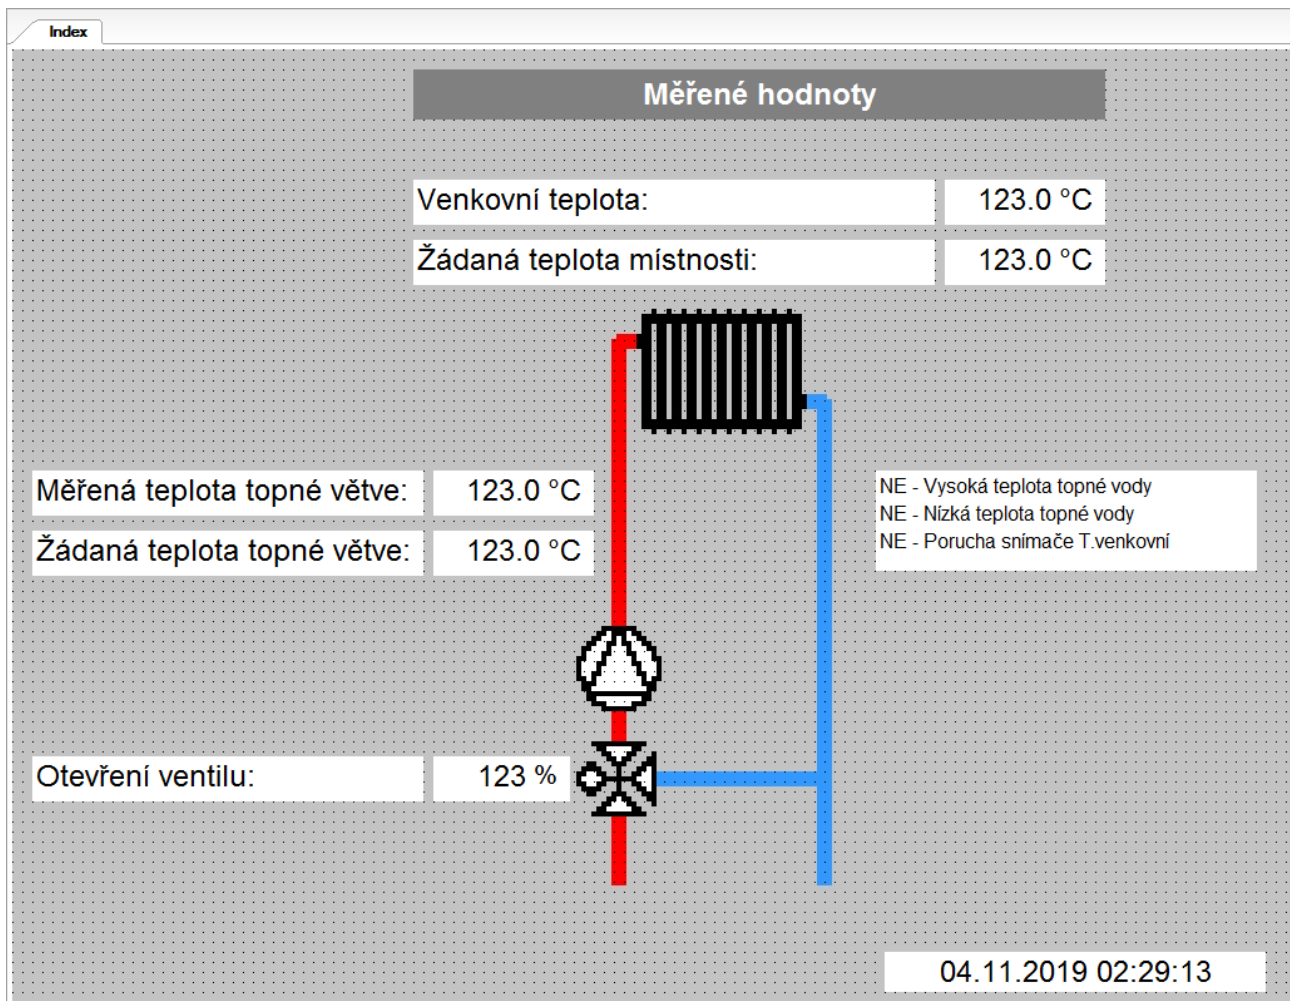 Index
Měřené hodnoty
Venkovní teplota: 123.0 °C
Žádaná teplota místnosti: 123.0 °C
Měřená teplota topné větve: 123.0 °C
Žádaná teplota topné větve: 123.0 °C
NE - Vysoká teplota topné vody
NE - Nízká teplota topné vody
NE - Porucha snímače T.venkovní
Otevření ventilu: 123 %
04.11.2019 02:29:13